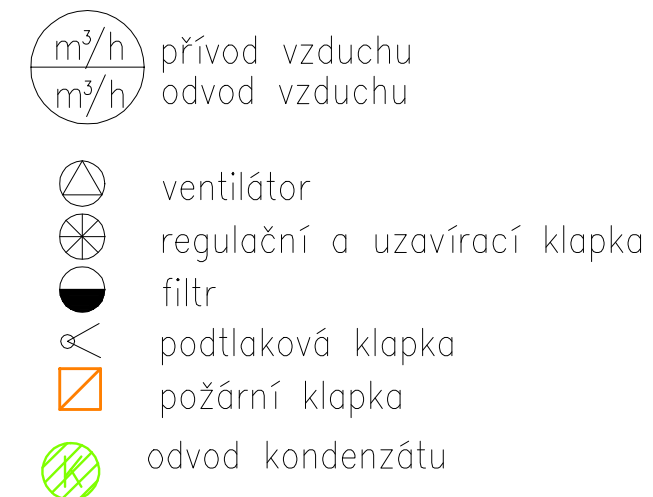 m³/h přívod vzduchu
m³/h odvod vzduchu
ventilátor
regulační a uzavírací klapka
filtr
podtlaková klapka
požární klapka
K odvod kondenzátu